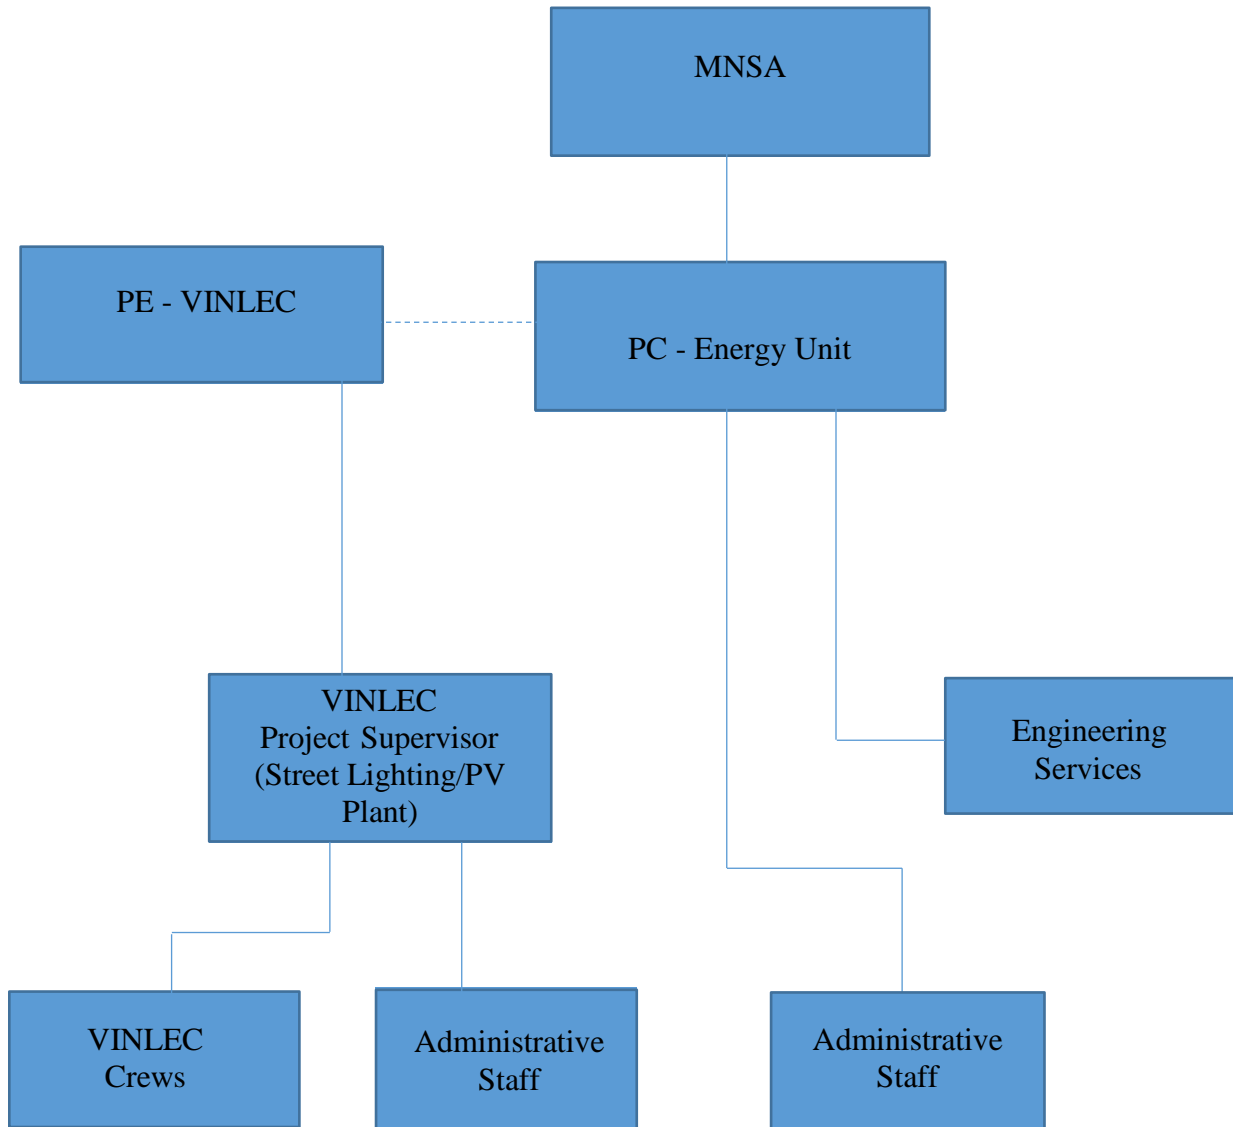 MNSA
PE - VINLEC
PC - Energy Unit
VINLEC
Project Supervisor
(Street Lighting/PV
Plant)
Engineering
Services
VINLEC
Crews
Administrative
Staff
Administrative
Staff